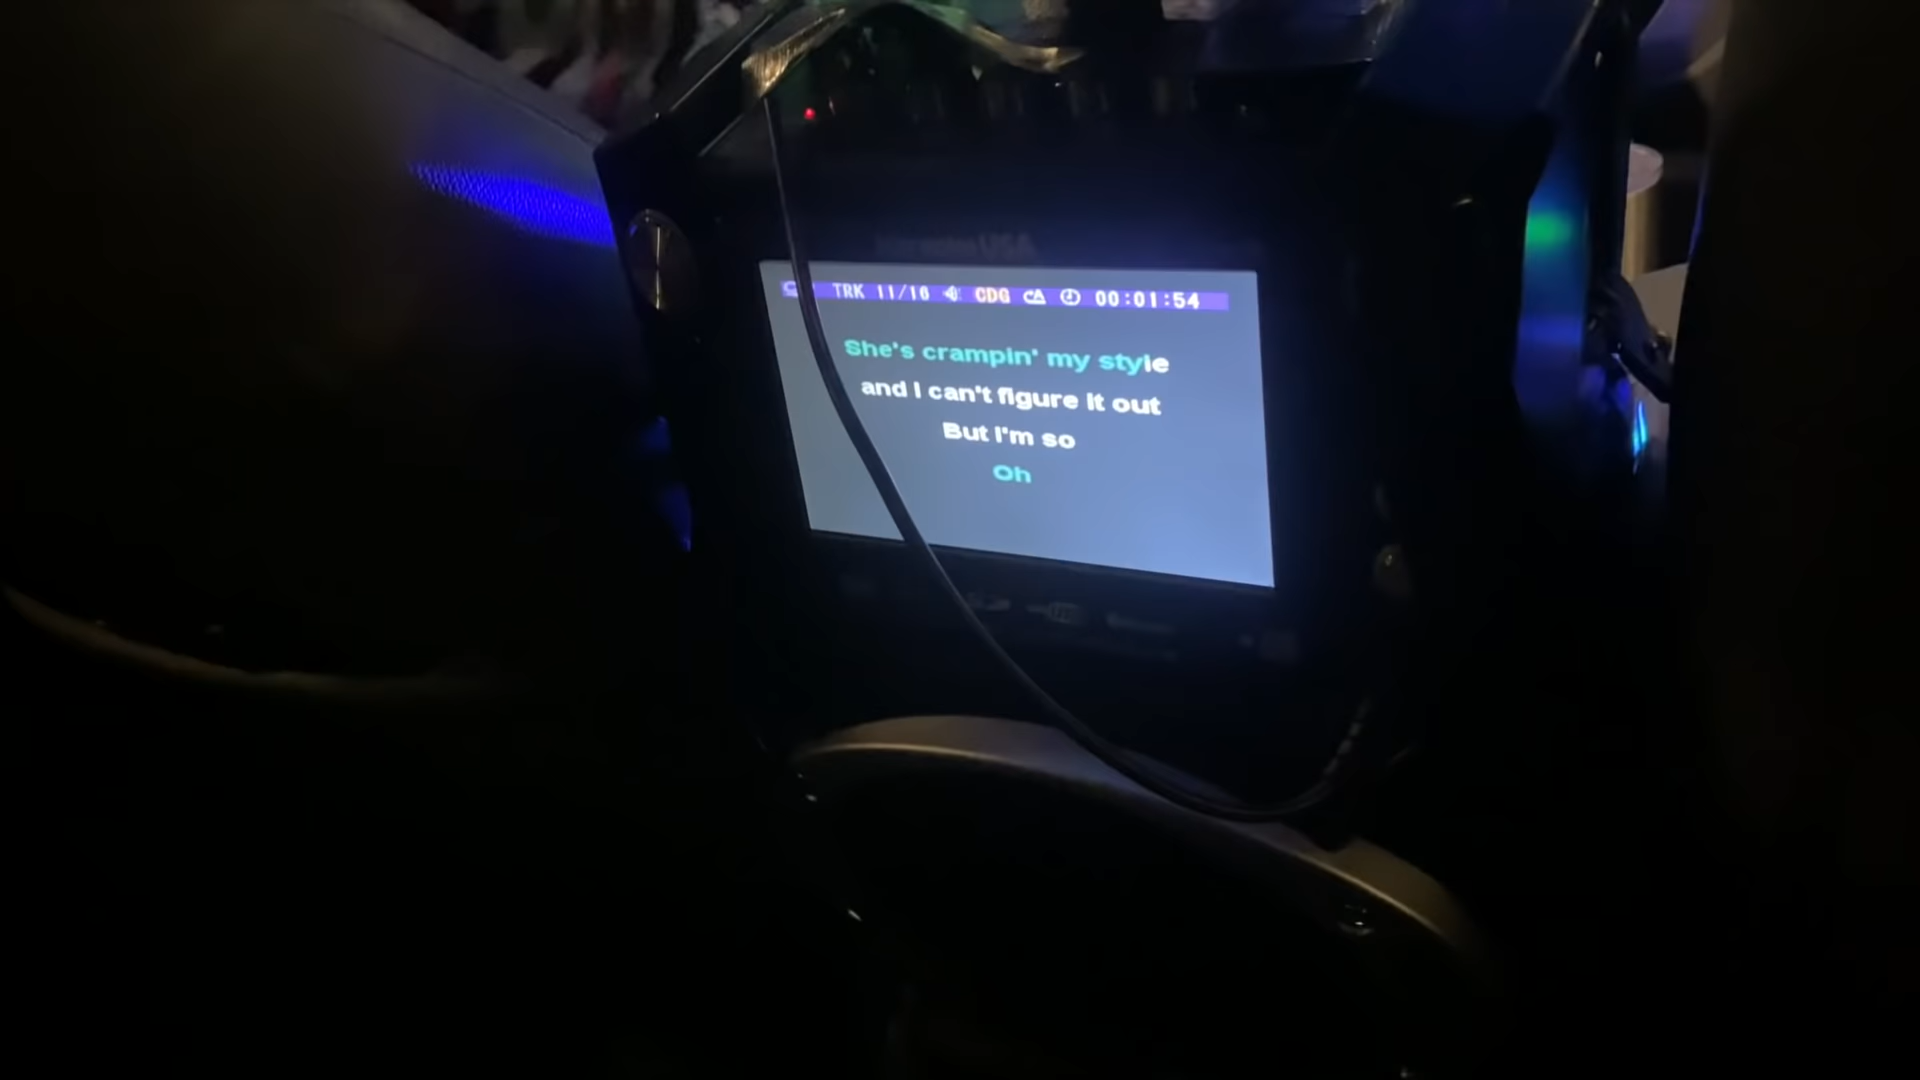 USA
TRK 11/16 CDG 00:01:54
She's crampin' my style
and I can't figure it out
But I'm so
Oh